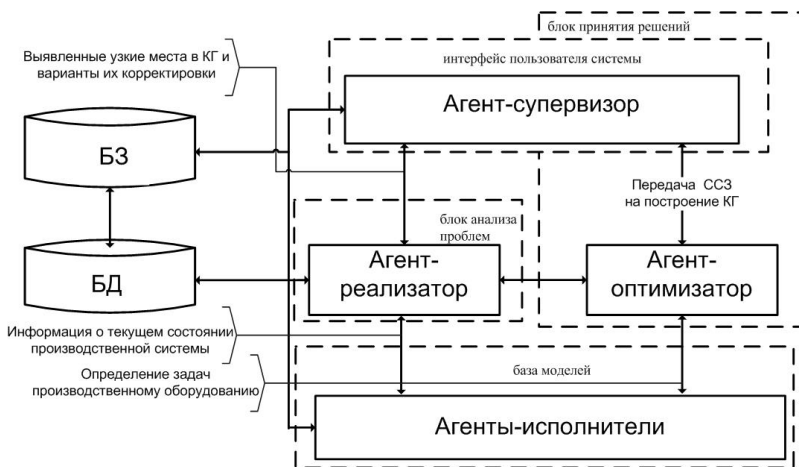 блок принятия решений
Выявленные узкие места в КГ и
варианты их корректировки
интерфейс пользователя системы
Агент-супервизор
БЗ
Передача ССЗ
на построение КГ
блок анализа
проблем
Агент-
реализатор
Агент-
оптимизатор
БД
Информация о текущем состоянии
производственной системы
Определение задач
производственному оборудованию
база моделей
Агенты-исполнители